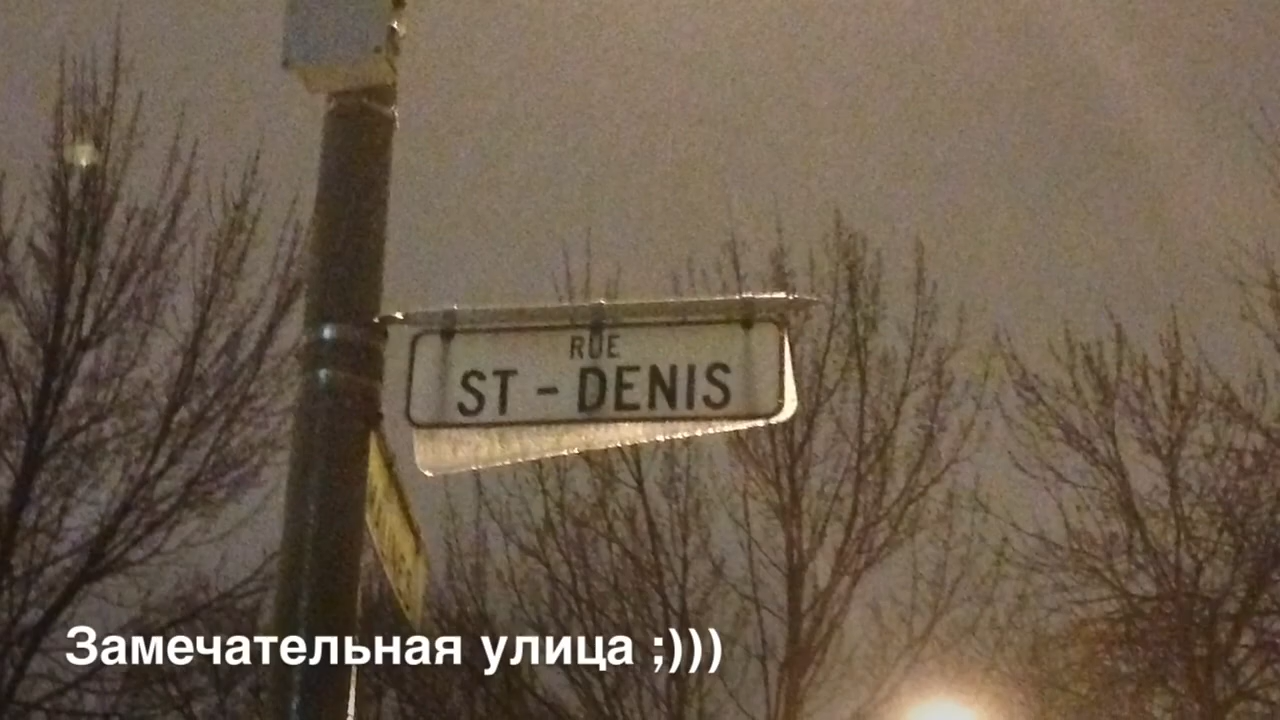 RUE
ST - DENIS
Замечательная улица ;)))